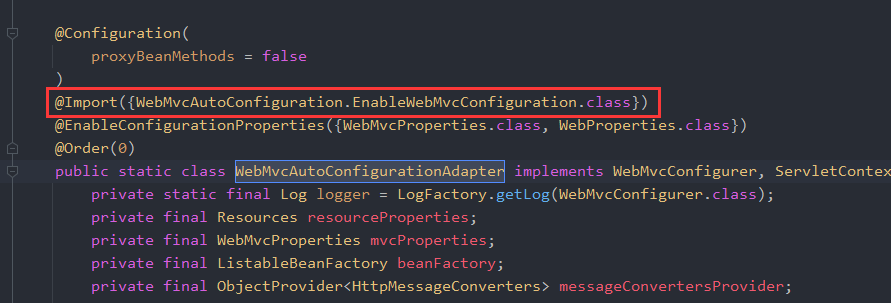 @Configuration(
proxyBeanMethods = false
)
@Import({WebMvcAutoConfiguration.EnableWebMvcConfiguration.class})
@EnableConfigurationProperties({WebMvcProperties.class, WebProperties.class})
@Order(0)
public static class WebMvcAutoConfigurationAdapter implements WebMvcConfigurer, ServletContex
private static final Log logger = LogFactory.getLog(WebMvcConfigurer.class);
private final Resources resourceProperties;
private final WebMvcProperties mvcProperties;
private final ListableBeanFactory beanFactory;
private final ObjectProvider<HttpMessageConverters> messageConvertersProvider;